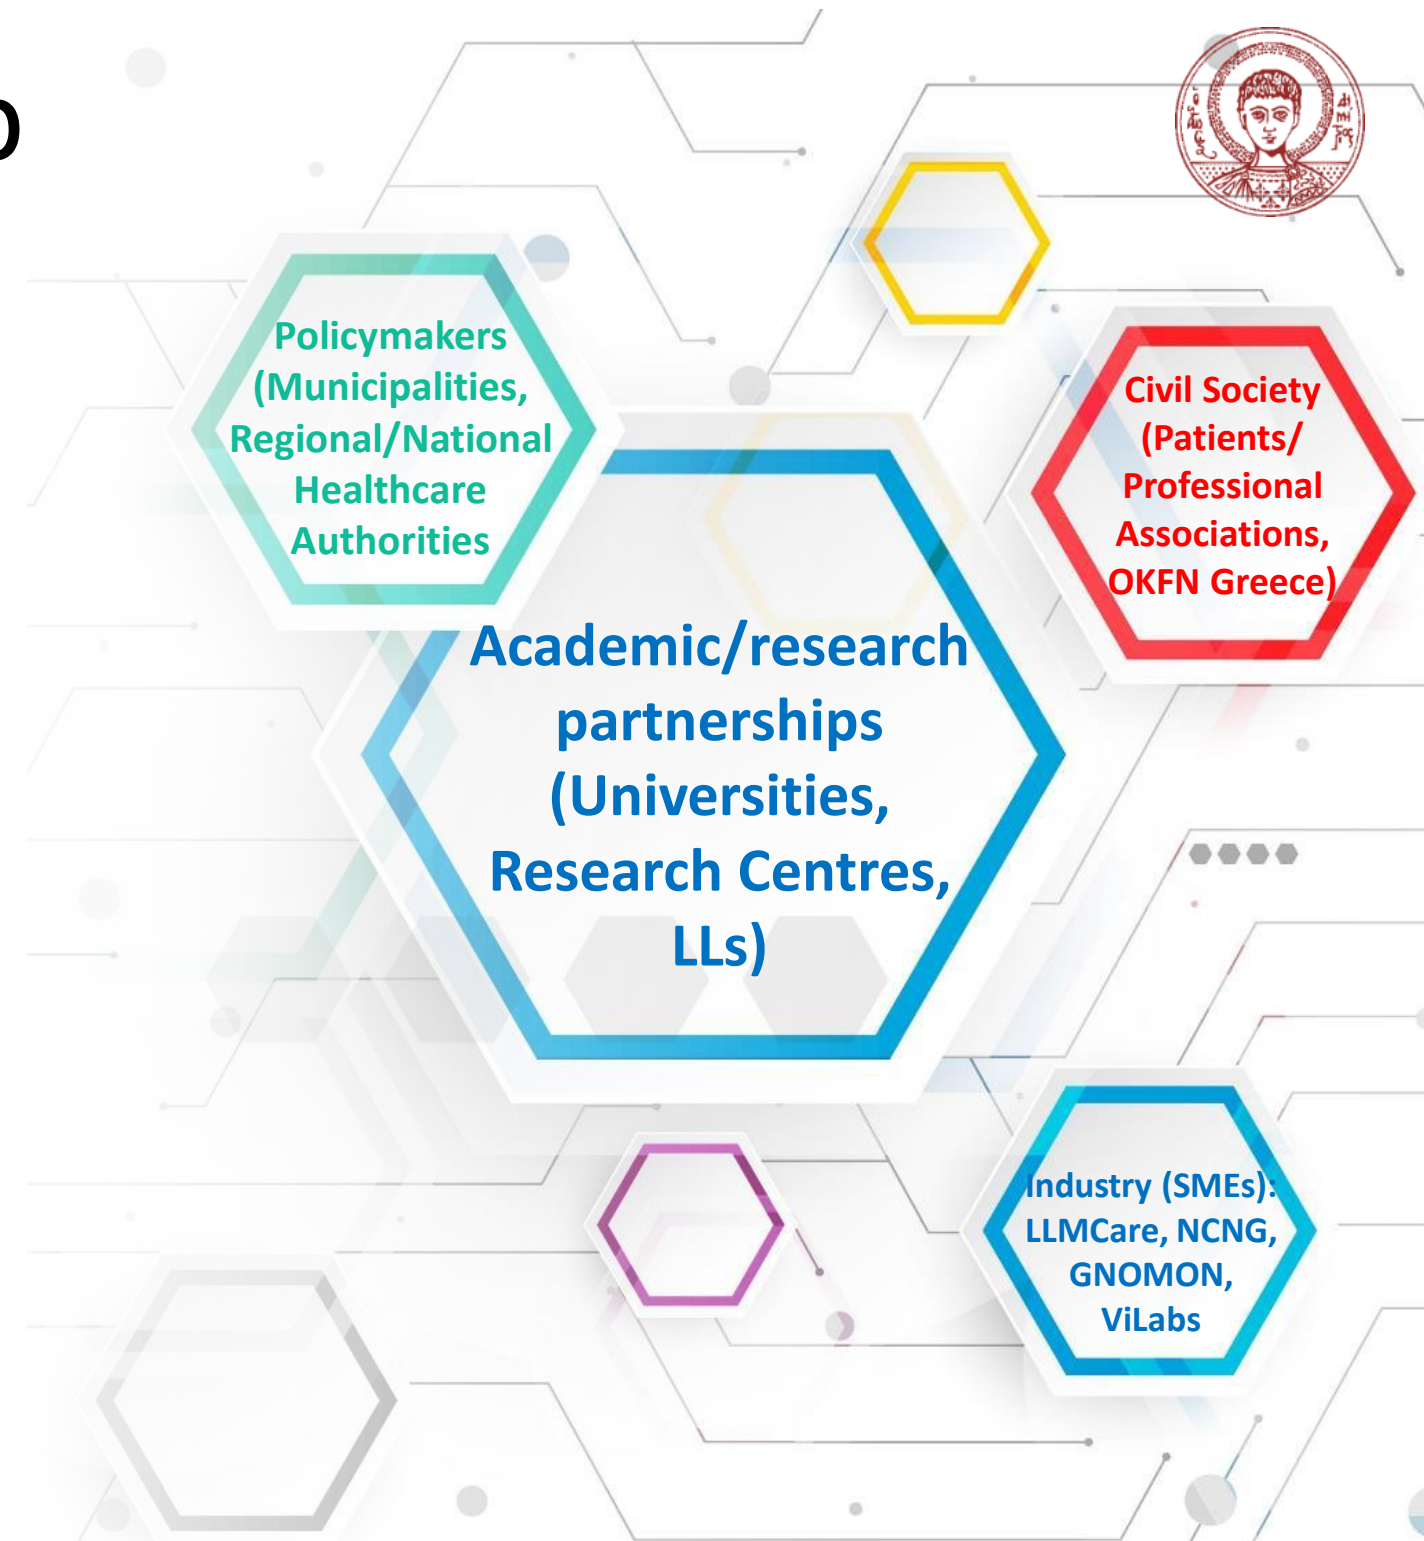 Policymakers
(Municipalities,
Regional/National
Healthcare
Authorities
Civil Society
(Patients/
Professional
Associations,
OKFN Greece)
Academic/research
partnerships
(Universities,
Research Centres,
LLs)
Industry (SMEs):
LLMCare, NCNG,
GNOMON,
ViLabs